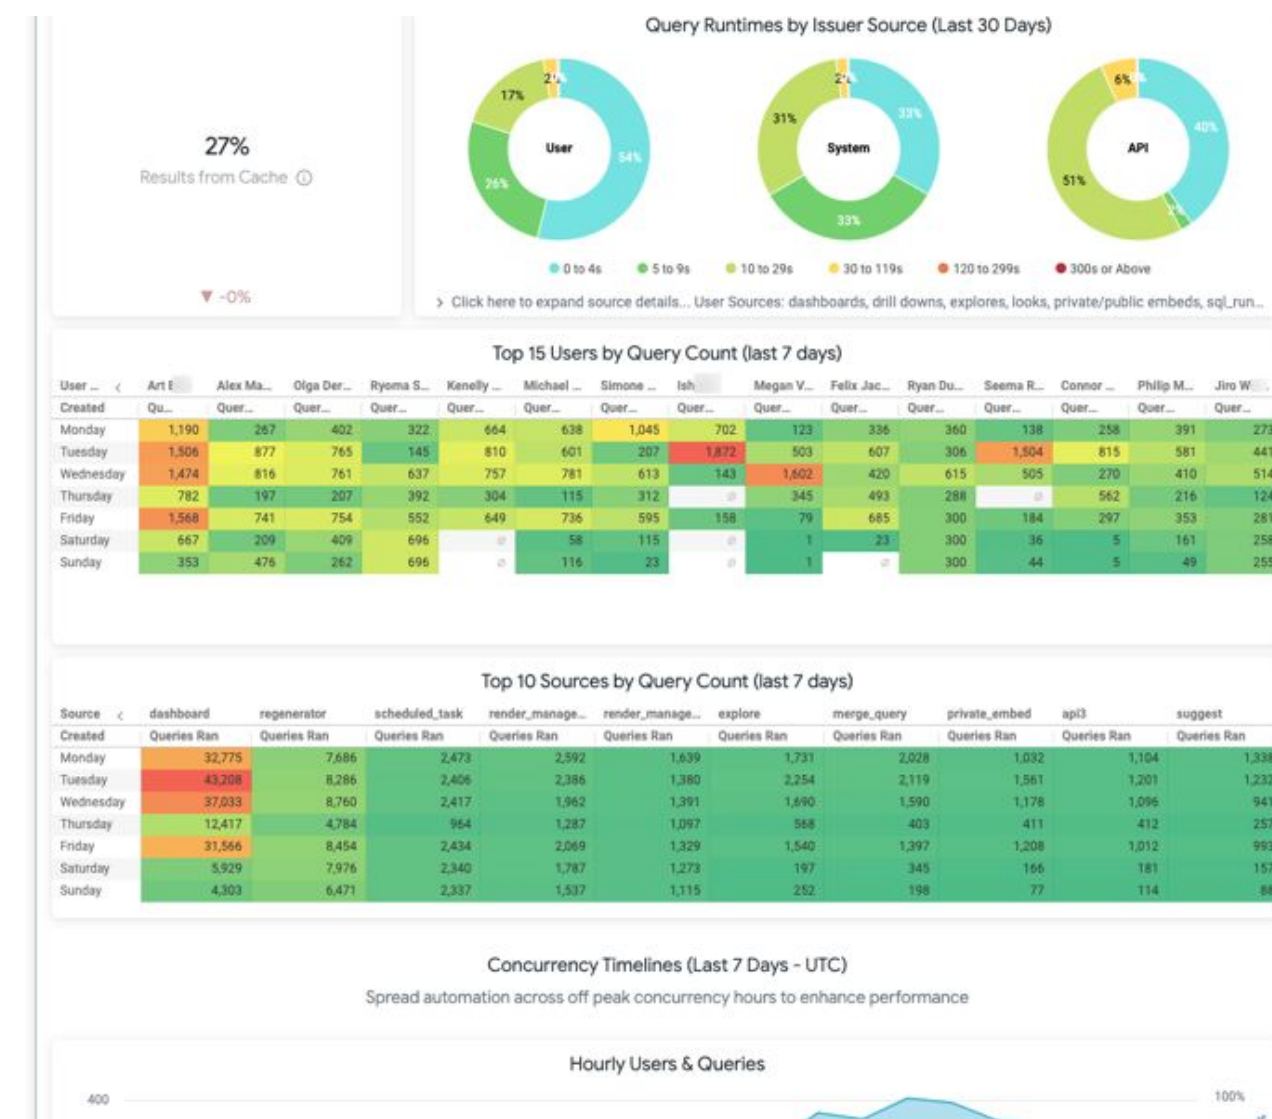 Query Runtimes by Issuer Source (Last 30 Days)
27%
Results from Cache
▼ -0%
2%
17%
26%
54%
User
2%
31%
33%
33%
System
6%
40%
51%
2%
API
0 to 4s 5 to 9s 10 to 29s 30 to 119s 120 to 299s 300s or Above
> Click here to expand source details... User Sources: dashboards, drill downs, explores, looks, private/public embeds, sql_run...
Top 15 Users by Query Count (last 7 days)
User ... < Art Alex Ma... Olga Der... Ryoma S... Kenelly ... Michael ... Simone ... Ish Megan V... Felix Jac... Ryan Du... Seema R... Connor ... Philip M... Jiro W
Created Qu... Quer... Quer... Quer... Quer... Quer... Quer... Quer... Quer... Quer... Quer... Quer... Quer... Quer... Quer...
Monday 1,190 267 402 322 664 638 1,045 702 123 336 360 138 258 391 273
Tuesday 1,506 877 765 145 810 601 207 1,872 503 607 306 1,504 815 581 441
Wednesday 1,474 816 761 637 757 781 613 143 1,602 420 615 505 270 410 514
Thursday 782 197 207 392 304 115 312 ∅ 345 493 288 ∅ 562 216 124
Friday 1,568 741 754 552 649 736 595 158 79 685 300 184 297 353 281
Saturday 667 209 409 696 ∅ 58 115 ∅ 1 23 300 36 5 161 258
Sunday 353 476 262 696 ∅ 116 23 ∅ 1 ∅ 300 44 5 49 255
Top 10 Sources by Query Count (last 7 days)
Source < dashboard regenerator scheduled_task render_manage... render_manage... explore merge_query private_embed api3 suggest
Created Queries Ran Queries Ran Queries Ran Queries Ran Queries Ran Queries Ran Queries Ran Queries Ran Queries Ran Queries Ran
Monday 32,775 7,686 2,473 2,592 1,639 1,731 2,028 1,032 1,104 1,338
Tuesday 43,208 8,286 2,406 2,386 1,380 2,254 2,119 1,561 1,201 1,232
Wednesday 37,033 8,760 2,417 1,962 1,391 1,690 1,590 1,178 1,096 941
Thursday 12,417 4,784 964 1,287 1,097 568 403 411 412 257
Friday 31,566 8,454 2,434 2,069 1,329 1,540 1,397 1,208 1,012 993
Saturday 5,929 7,976 2,340 1,787 1,273 197 345 166 181 157
Sunday 4,303 6,471 2,337 1,537 1,115 252 198 77 114 88
Concurrency Timelines (Last 7 Days - UTC)
Spread automation across off peak concurrency hours to enhance performance
Hourly Users & Queries
400
100%